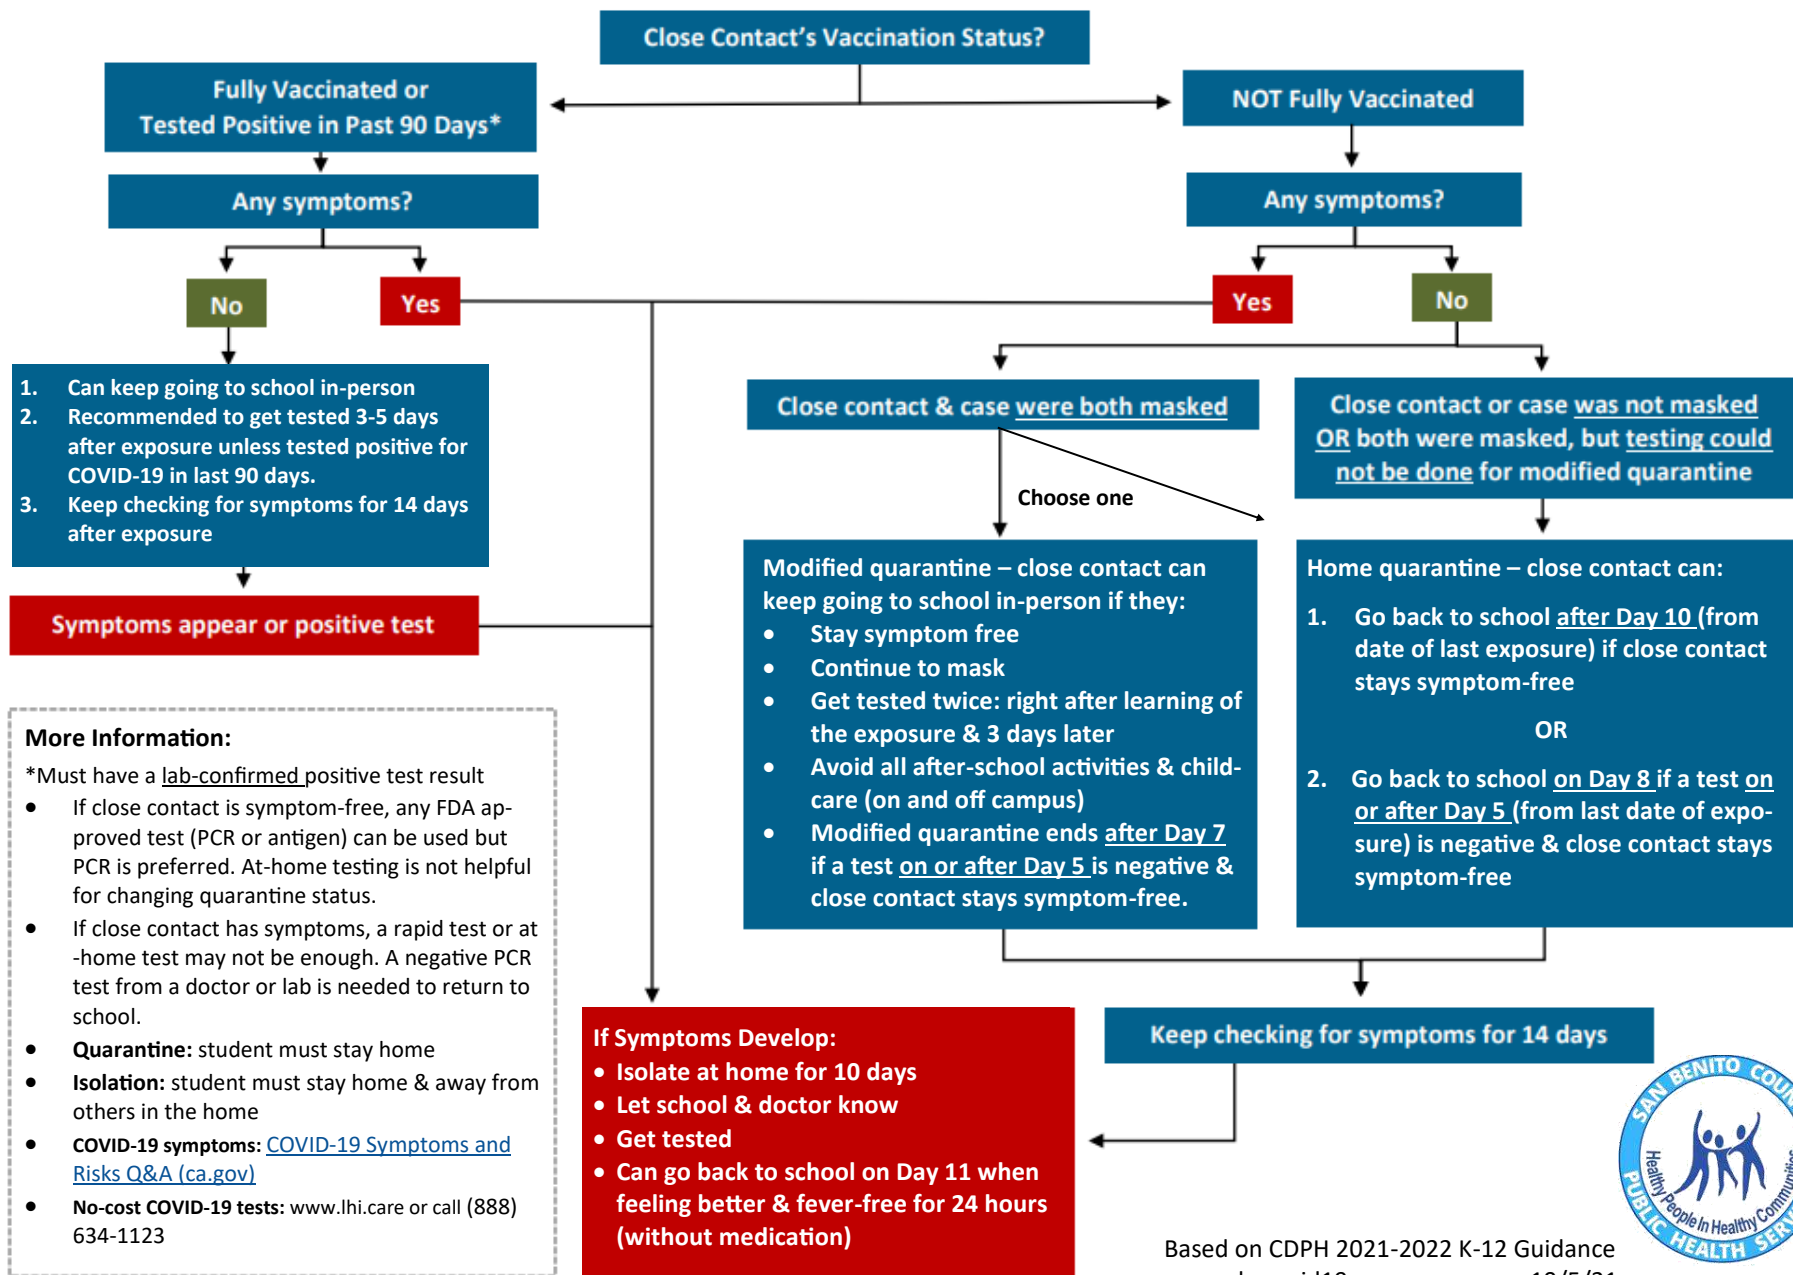 Close Contact's Vaccination Status?
Fully Vaccinated or
Tested Positive in Past 90 Days*
NOT Fully Vaccinated
Any symptoms?
Any symptoms?
No
Yes
Yes
No
1. Can keep going to school in-person
2. Recommended to get tested 3-5 days
after exposure unless tested positive for
COVID-19 in last 90 days.
3. Keep checking for symptoms for 14 days
after exposure
Symptoms appear or positive test
Close contact & case were both masked
Close contact or case was not masked
OR both were masked, but testing could
not be done for modified quarantine
Choose one
Modified quarantine – close contact can
keep going to school in-person if they:
• Stay symptom free
• Continue to mask
• Get tested twice: right after learning of
the exposure & 3 days later
• Avoid all after-school activities & child-
care (on and off campus)
• Modified quarantine ends after Day 7
if a test on or after Day 5 is negative &
close contact stays symptom-free.
Home quarantine – close contact can:
1. Go back to school after Day 10 (from
date of last exposure) if close contact
stays symptom-free
OR
2. Go back to school on Day 8 if a test on
or after Day 5 (from last date of expo-
sure) is negative & close contact stays
symptom-free
More Information:
*Must have a lab-confirmed positive test result
• If close contact is symptom-free, any FDA ap-
proved test (PCR or antigen) can be used but
PCR is preferred. At-home testing is not helpful
for changing quarantine status.
• If close contact has symptoms, a rapid test or at
-home test may not be enough. A negative PCR
test from a doctor or lab is needed to return to
school.
• Quarantine: student must stay home
• Isolation: student must stay home & away from
others in the home
• COVID-19 symptoms: COVID-19 Symptoms and
Risks Q&A (ca.gov)
• No-cost COVID-19 tests: www.lhi.care or call (888)
634-1123
If Symptoms Develop:
• Isolate at home for 10 days
• Let school & doctor know
• Get tested
• Can go back to school on Day 11 when
feeling better & fever-free for 24 hours
(without medication)
Keep checking for symptoms for 14 days
SAN BENITO
Healthy People In Healthy Communities
PUBLIC HEALTH
Based on CDPH 2021-2022 K-12 Guidance